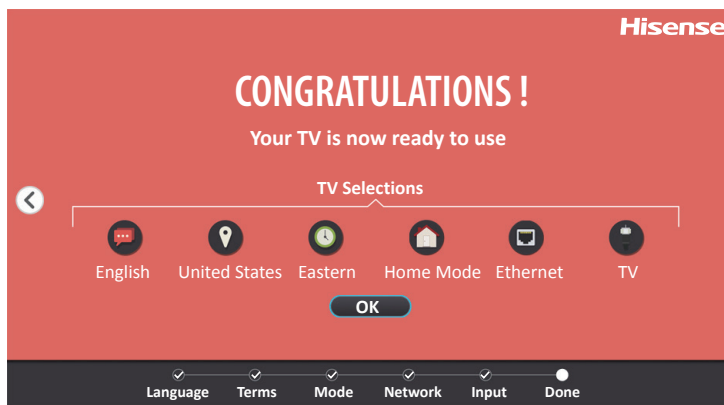 Hisense
CONGRATULATIONS !
Your TV is now ready to use
TV Selections
English United States Eastern Home Mode Ethernet TV
OK
Language Terms Mode Network Input Done